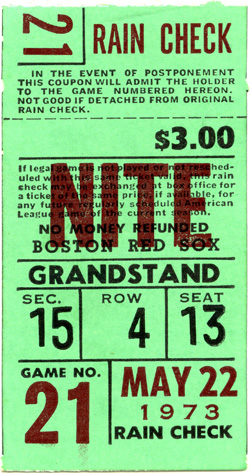 21
RAIN CHECK
IN THE EVENT OF POSTPONEMENT
THIS COUPON WILL ADMIT THE HOLDER
TO THE GAME NUMBERED HEREON.
NOT GOOD IF DETACHED FROM ORIGINAL
RAIN CHECK.
$3.00
If legal game is not played or not resched-
uled with this same ticket valid, this rain
check may be exchanged at box office for
a ticket of the same price, if available, for
any future regularly scheduled American
League game of the current season.
NITE
NO MONEY REFUNDED
BOSTON RED SOX
GRANDSTAND
SEC. ROW SEAT
15 4 13
GAME NO.
21
MAY 22
1973
RAIN CHECK